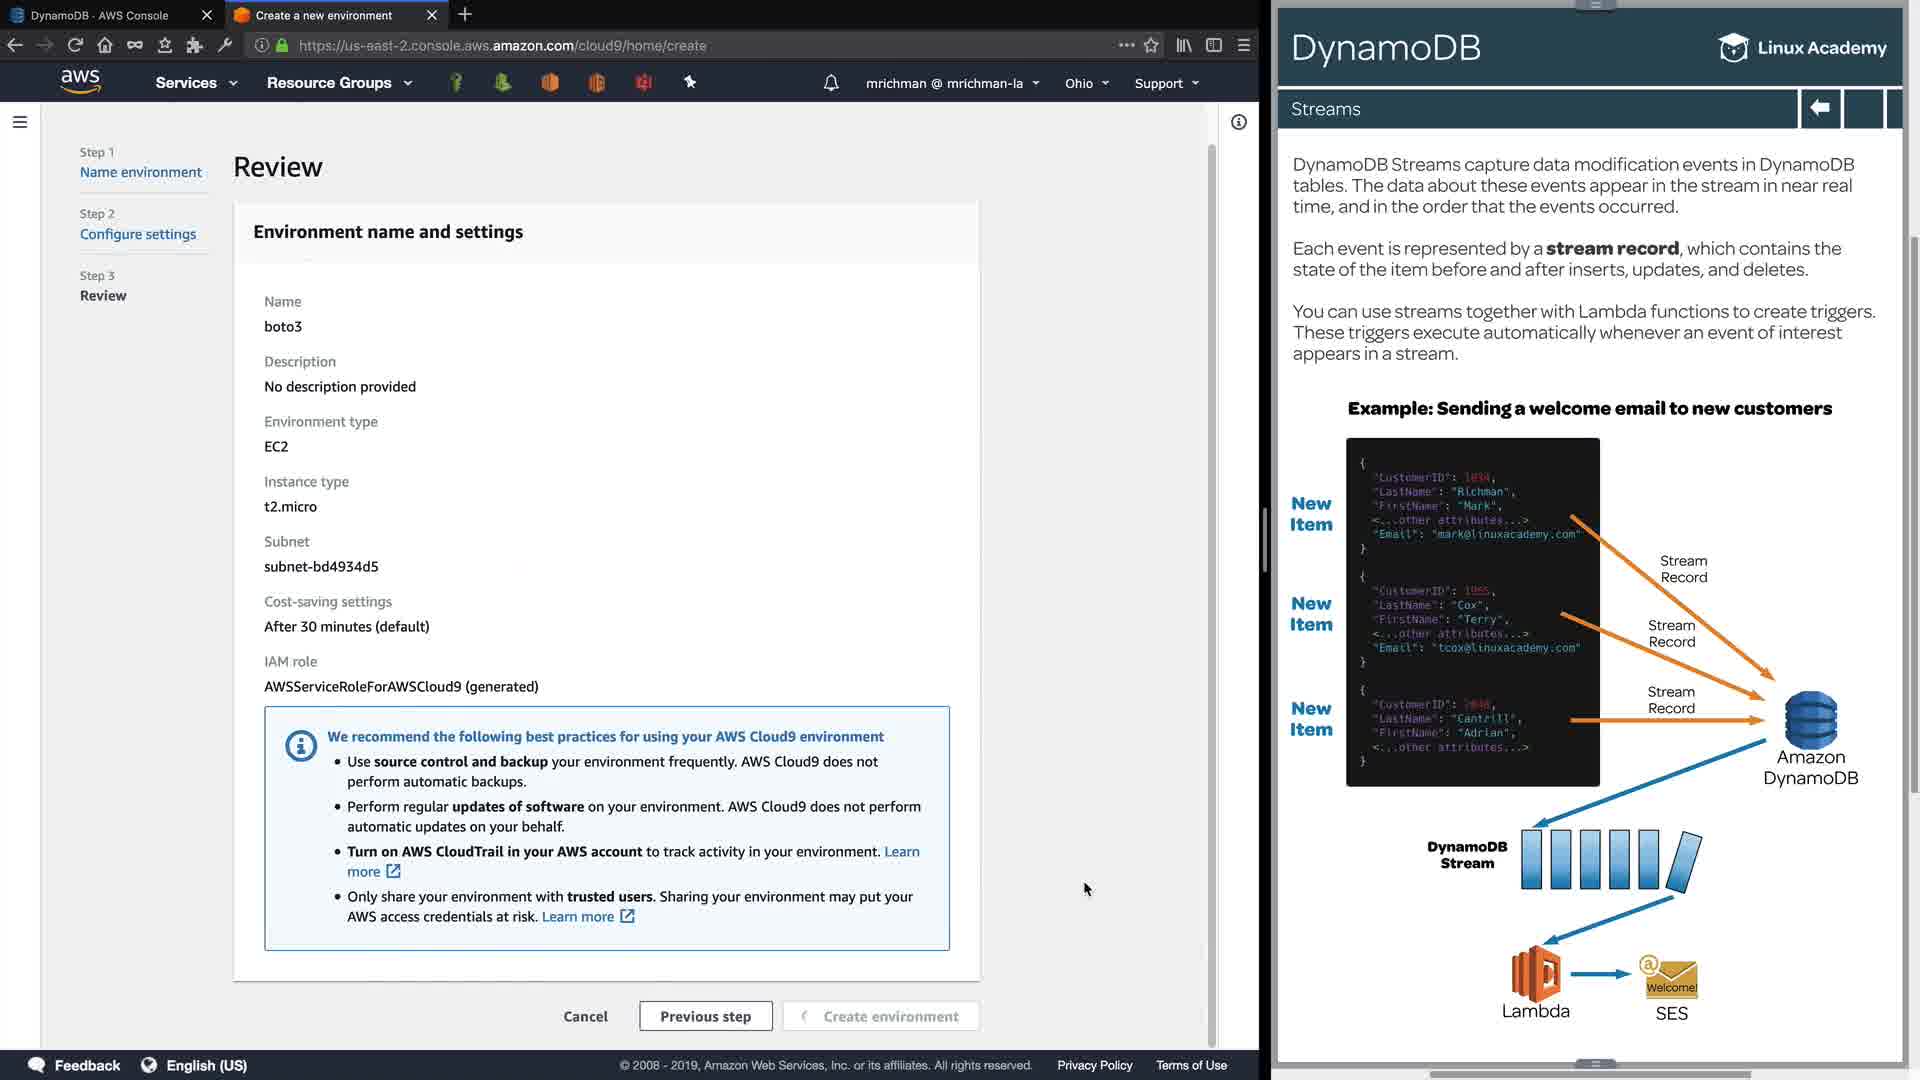 DynamoDB - AWS Console
Create a new environment
https://us-east-2.console.aws.amazon.com/cloud9/home/create
aws
Services
Resource Groups
mrichman @ mrichman-la
Ohio
Support
Step 1
Name environment
Step 2
Configure settings
Step 3
Review
Review
Environment name and settings
Name
boto3
Description
No description provided
Environment type
EC2
Instance type
t2.micro
Subnet
subnet-bd4934d5
Cost-saving settings
After 30 minutes (default)
IAM role
AWSServiceRoleForAWSCloud9 (generated)
We recommend the following best practices for using your AWS Cloud9 environment
• Use source control and backup your environment frequently. AWS Cloud9 does not
perform automatic backups.
• Perform regular updates of software on your environment. AWS Cloud9 does not perform
automatic updates on your behalf.
• Turn on AWS CloudTrail in your AWS account to track activity in your environment. Learn
more
• Only share your environment with trusted users. Sharing your environment may put your
AWS access credentials at risk. Learn more
Cancel
Previous step
Create environment
Feedback
English (US)
© 2008 - 2019, Amazon Web Services, Inc. or its affiliates. All rights reserved.
Privacy Policy
Terms of Use
DynamoDB
Linux Academy
Streams
DynamoDB Streams capture data modification events in DynamoDB
tables. The data about these events appear in the stream in near real
time, and in the order that the events occurred.
Each event is represented by a stream record, which contains the
state of the item before and after inserts, updates, and deletes.
You can use streams together with Lambda functions to create triggers.
These triggers execute automatically whenever an event of interest
appears in a stream.
Example: Sending a welcome email to new customers
New
Item
{
"CustomerID": 1034,
"LastName": "Richman",
"FirstName": "Mark",
<...other attributes...>
"Email": "mark@linuxacademy.com"
}
New
Item
{
"CustomerID": 1965,
"LastName": "Cox",
"FirstName": "Terry",
<...other attributes...>
"Email": "tcox@linuxacademy.com"
}
New
Item
{
"CustomerID":
"LastName": "Cantrill",
"FirstName": "Adrian",
<...other attributes...>
}
Stream
Record
Stream
Record
Stream
Record
Amazon
DynamoDB
DynamoDB
Stream
Lambda
@
Welcome!
SES